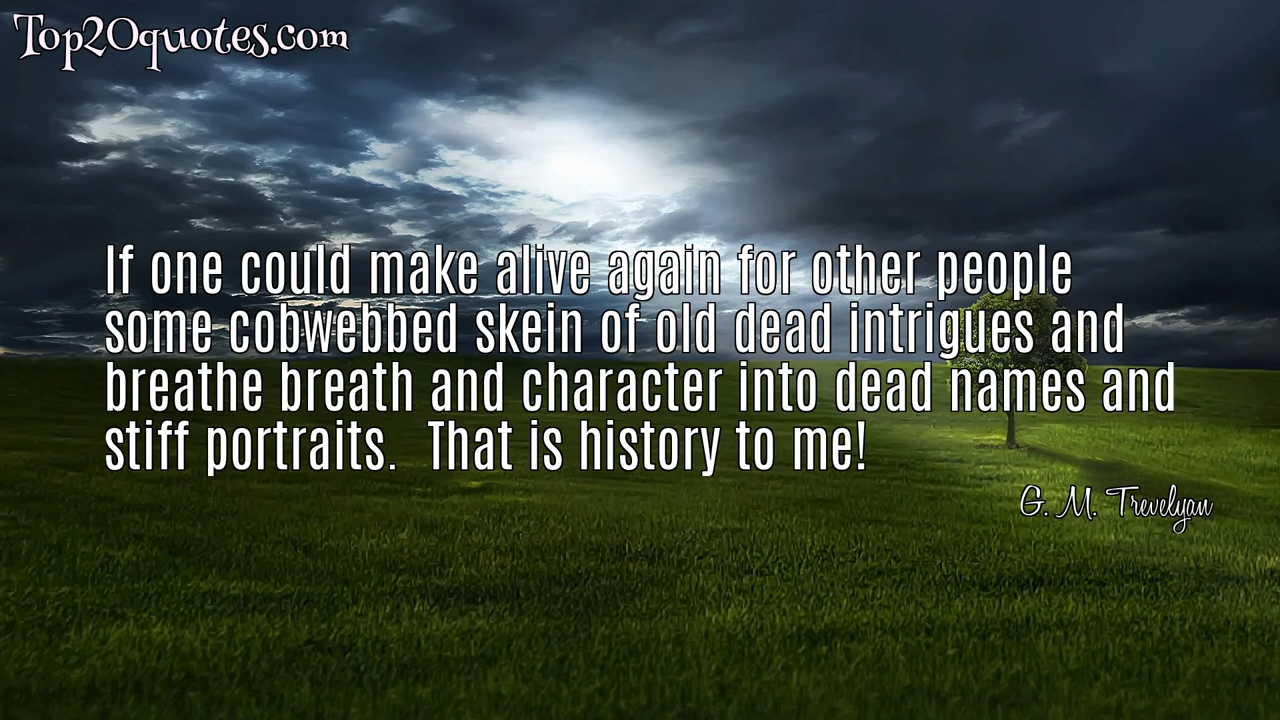 Top20quotes.com
If one could make alive again for other people
some cobwebbed skein of old dead intrigues and
breathe breath and character into dead names and
stiff portraits.  That is history to me!
G. M. Trevelyan